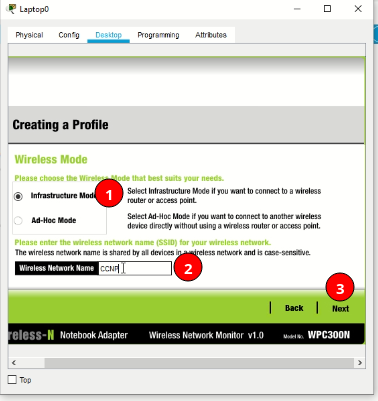 Laptop0
Physical Config Desktop Programming Attributes
Creating a Profile
Wireless Mode
Please choose the Wireless Mode that best suits your needs.
Infrastructure Mode 1 Select Infrastructure Mode if you want to connect to a wireless
router or access point.
Ad-Hoc Mode Select Ad-Hoc Mode if you want to connect to another wireless
device directly without using a wireless router or access point.
Please enter the wireless network name (SSID) for your wireless network.
The wireless network name is shared by all devices in a wireless network and is case-sensitive.
Wireless Network Name CCNP 2
3
Back Next
reless-N Notebook Adapter Wireless Network Monitor v1.0 Model No. WPC300N
Top